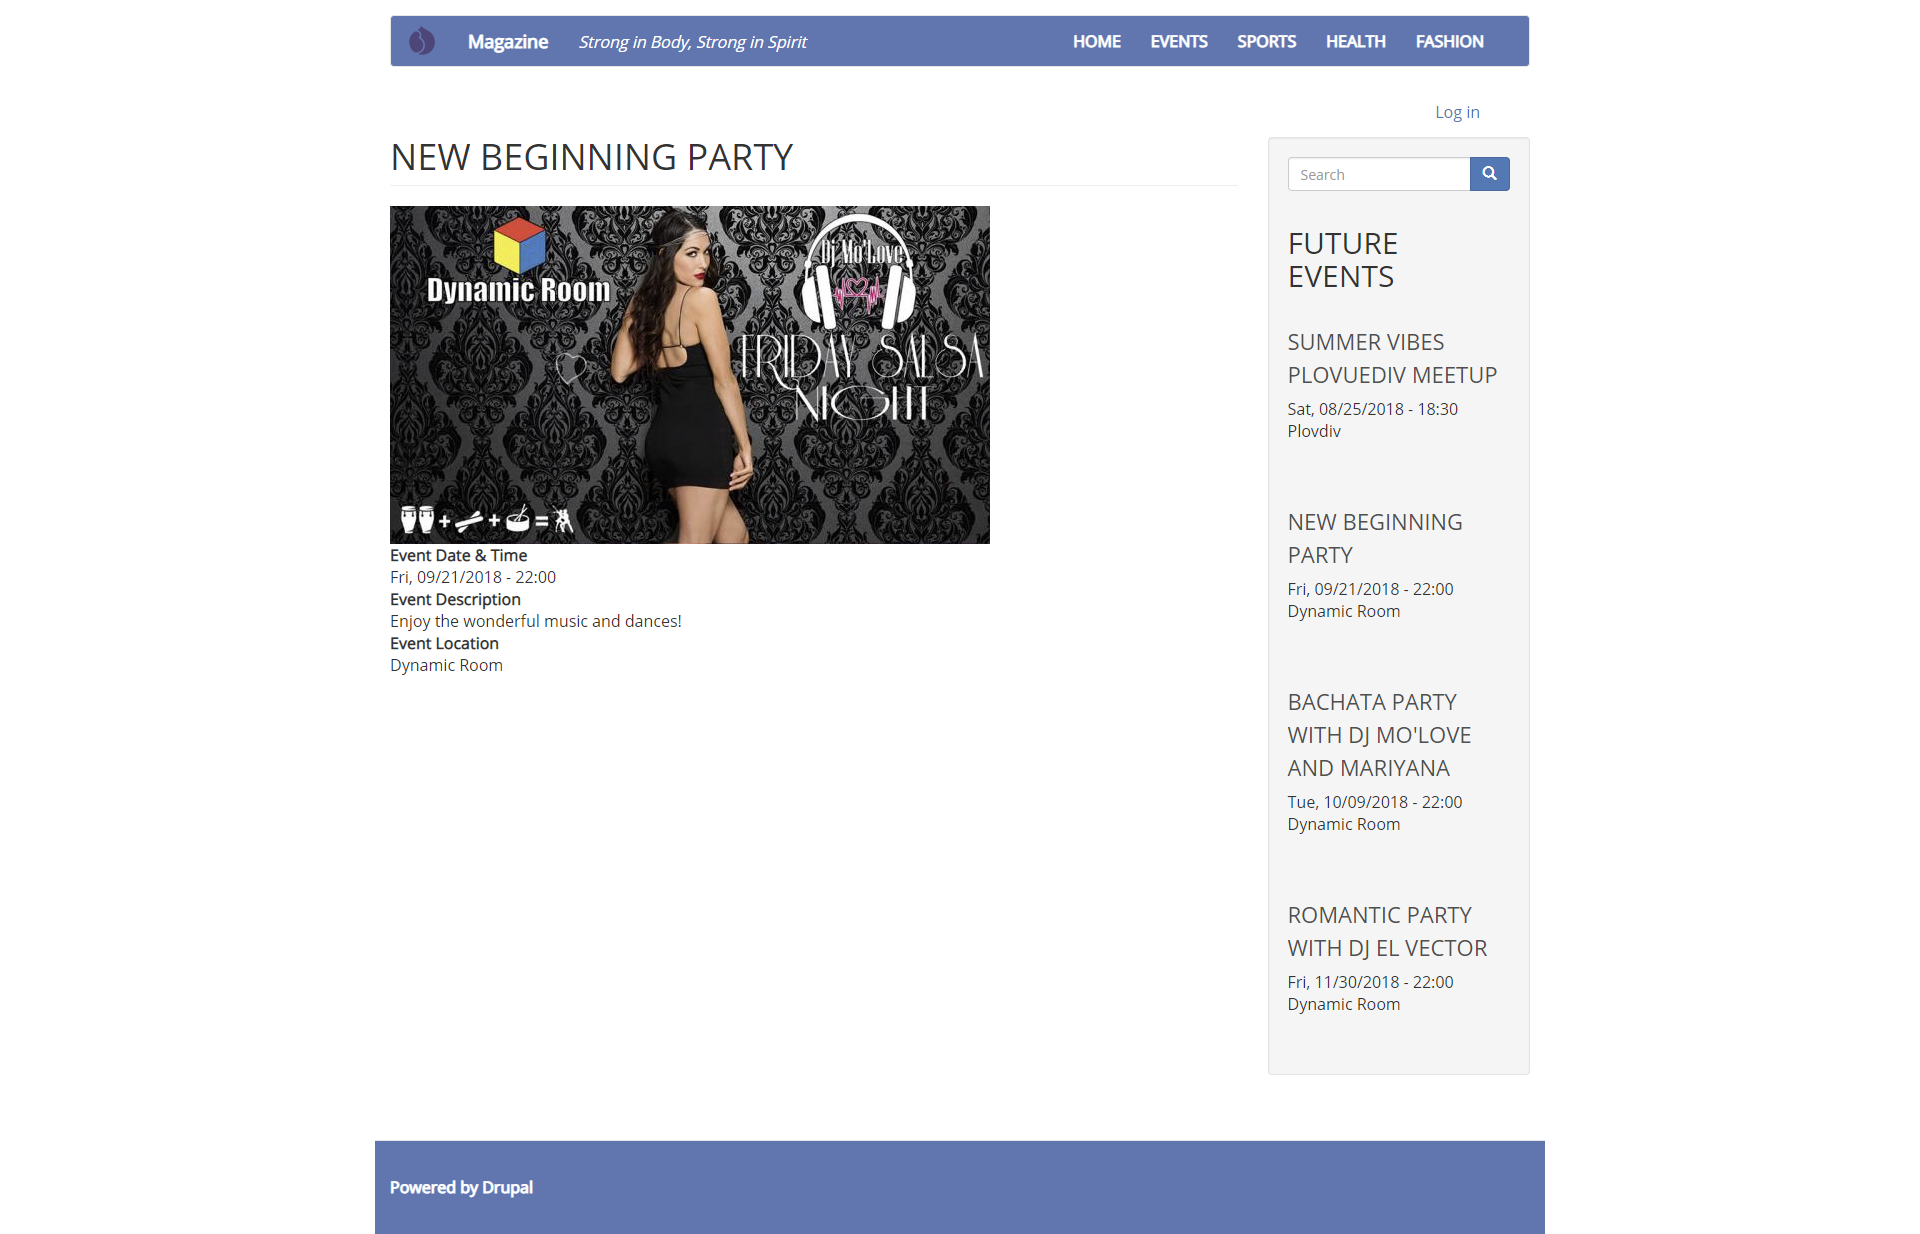 Magazine
Strong in Body, Strong in Spirit
HOME
EVENTS
SPORTS
HEALTH
FASHION
Log in
NEW BEGINNING PARTY
Dynamic Room
Dj Mo'Love
FRIDAY SALSA
NIGHT
+ + =
Event Date & Time
Fri, 09/21/2018 - 22:00
Event Description
Enjoy the wonderful music and dances!
Event Location
Dynamic Room
Search
FUTURE
EVENTS
SUMMER VIBES
PLOVUEDIV MEETUP
Sat, 08/25/2018 - 18:30
Plovdiv
NEW BEGINNING
PARTY
Fri, 09/21/2018 - 22:00
Dynamic Room
BACHATA PARTY
WITH DJ MO'LOVE
AND MARIYANA
Tue, 10/09/2018 - 22:00
Dynamic Room
ROMANTIC PARTY
WITH DJ EL VECTOR
Fri, 11/30/2018 - 22:00
Dynamic Room
Powered by Drupal